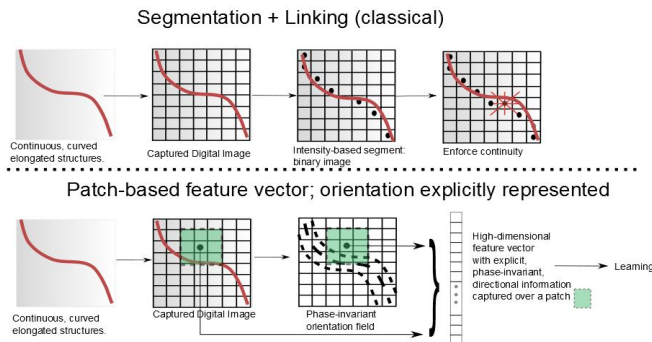 Segmentation + Linking (classical)
Continuous, curved
elongated structures.
Captured Digital Image
Intensity-based segment:
binary image
Enforce continuity
Patch-based feature vector; orientation explicitly represented
Continuous, curved
elongated structures.
Captured Digital Image
Phase-invariant
orientation field
High-dimensional
feature vector
with explicit,
phase-invariant,
directional information
captured over a patch
Learning